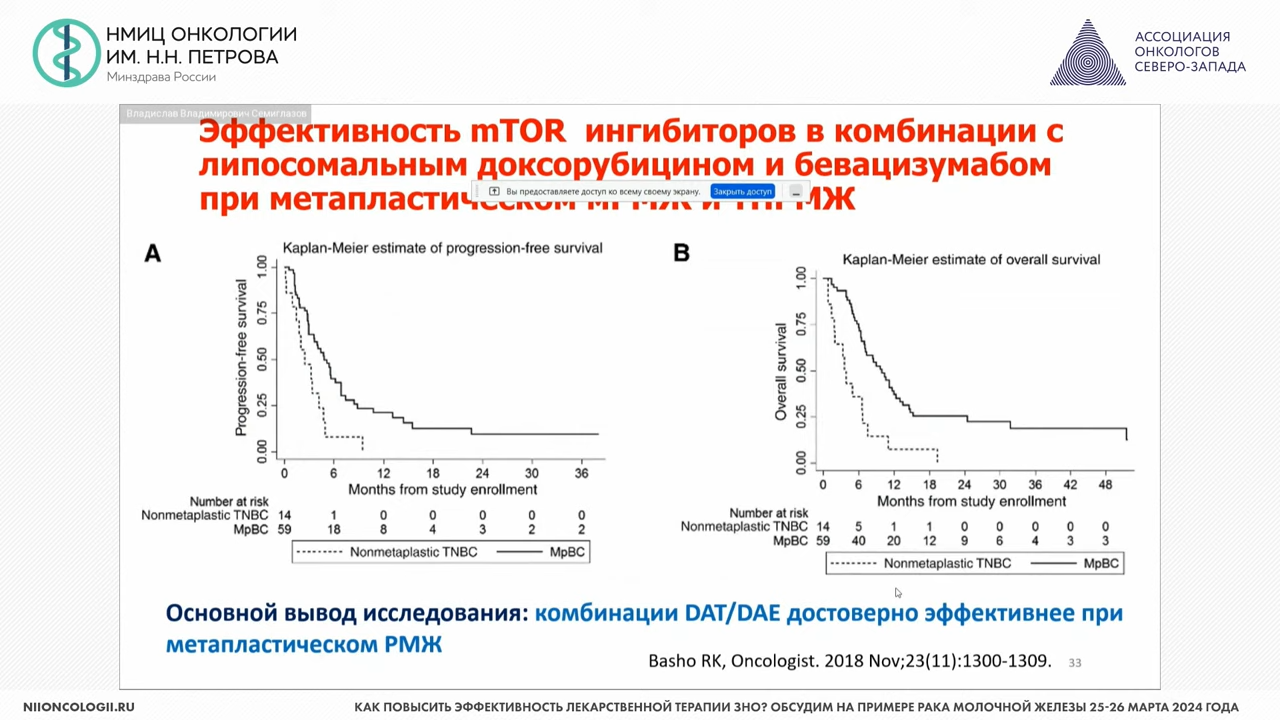 НМИЦ ОНКОЛОГИИ
ИМ. Н.Н. ПЕТРОВА
Минздрава России
АССОЦИАЦИЯ
ОНКОЛОГОВ
СЕВЕРО-ЗАПАДА
Владислав Владимирович Семиглазов
Эффективность mTOR ингибиторов в комбинации с
липосомальным доксорубицином и бевацизумабом
при метапластическом и
Вы предоставляете доступ ко всему своему экрану.
Закрыть доступ
A
Kaplan-Meier estimate of progression-free survival
Progression-free survival
1.00
0.75
0.50
0.25
0.00
0 6 12 18 24 30 36
Months from study enrollment
Number at risk
Nonmetaplastic TNBC 14 1 0 0 0 0 0
MpBC 59 18 8 4 3 2 2
Nonmetaplastic TNBC MpBC
B
Kaplan-Meier estimate of overall survival
Overall survival
1.00
0.75
0.50
0.25
0.00
0 6 12 18 24 30 36 42 48
Months from study enrollment
Number at risk
Nonmetaplastic TNBC 14 5 1 1 0 0 0 0 0
MpBC 59 40 20 12 9 6 4 3 3
Nonmetaplastic TNBC MpBC
Основной вывод исследования: комбинации DAT/DAE достоверно эффективнее при
метапластическом РМЖ
Basho RK, Oncologist. 2018 Nov;23(11):1300-1309.
33
NIIONCOLOGII.RU
КАК ПОВЫСИТЬ ЭФФЕКТИВНОСТЬ ЛЕКАРСТВЕННОЙ ТЕРАПИИ ЗНО? ОБСУДИМ НА ПРИМЕРЕ РАКА МОЛОЧНОЙ ЖЕЛЕЗЫ 25-26 МАРТА 2024 ГОДА